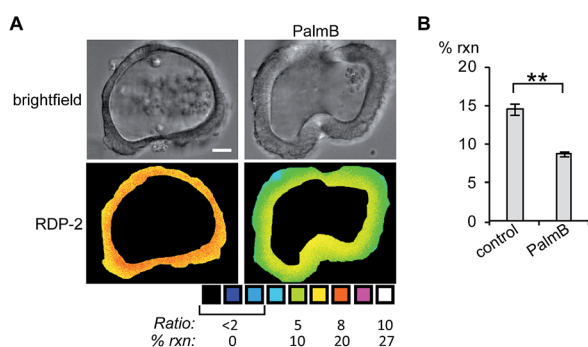 A
PalmB
brightfield
RDP-2
Ratio: <2 5 8 10
% rxn: 0 10 20 27
B
% rxn
20
**
15
10
5
0
control
PalmB